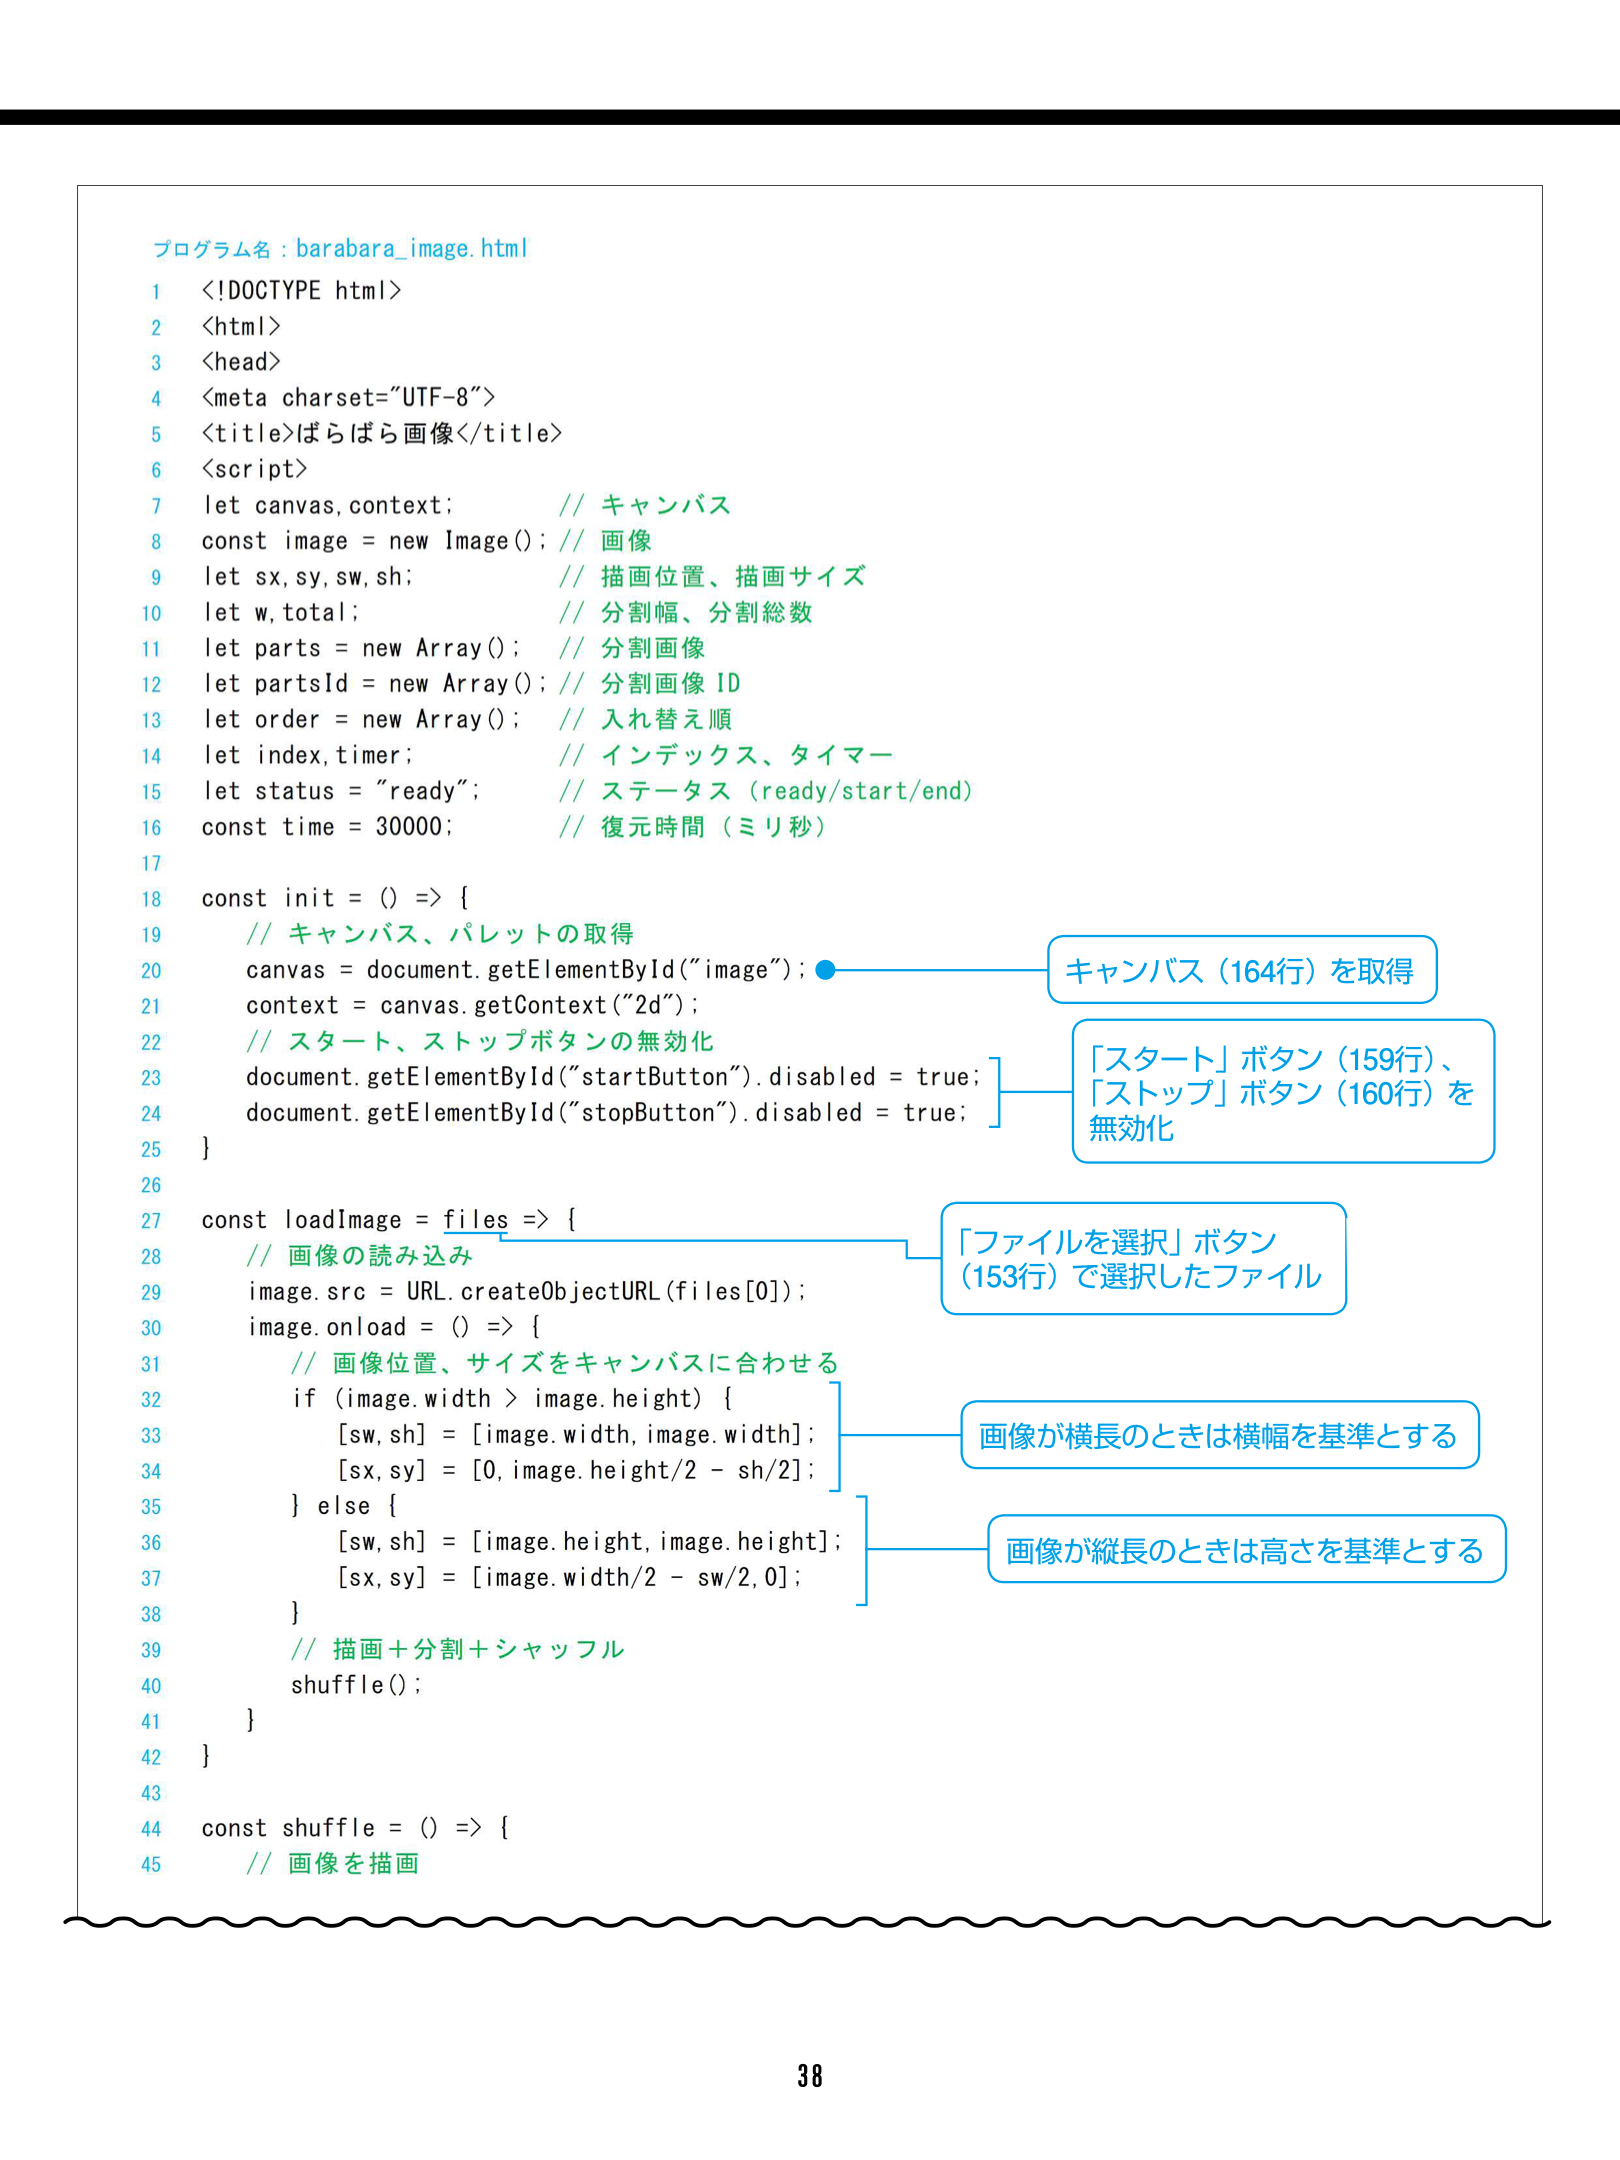 プログラム名：barabara_image.html
1 <!DOCTYPE html>
2 <html>
3 <head>
4 <meta charset="UTF-8">
5 <title>ばらばら画像</title>
6 <script>
7 let canvas,context; // キャンバス
8 const image = new Image(); // 画像
9 let sx,sy,sw,sh; // 描画位置、描画サイズ
10 let w,total; // 分割幅、分割総数
11 let parts = new Array(); // 分割画像
12 let partsId = new Array(); // 分割画像 ID
13 let order = new Array(); // 入れ替え順
14 let index,timer; // インデックス、タイマー
15 let status = "ready"; // ステータス（ready/start/end）
16 const time = 30000; // 復元時間（ミリ秒）
17
18 const init = () => {
19 // キャンバス、パレットの取得
20 canvas = document.getElementById("image"); キャンバス（164行）を取得
21 context = canvas.getContext("2d");
22 // スタート、ストップボタンの無効化
23 document.getElementById("startButton").disabled = true;
24 document.getElementById("stopButton").disabled = true;
「スタート」ボタン（159行）、
「ストップ」ボタン（160行）を
無効化
25 }
26
27 const loadImage = files => {
「ファイルを選択」ボタン
（153行）で選択したファイル
28 // 画像の読み込み
29 image.src = URL.createObjectURL(files[0]);
30 image.onload = () => {
31 // 画像位置、サイズをキャンバスに合わせる
32 if (image.width > image.height) {
33 [sw,sh] = [image.width,image.width]; 画像が横長のときは横幅を基準とする
34 [sx,sy] = [0,image.height/2 - sh/2];
35 } else {
36 [sw,sh] = [image.height,image.height]; 画像が縦長のときは高さを基準とする
37 [sx,sy] = [image.width/2 - sw/2,0];
38 }
39 // 描画＋分割＋シャッフル
40 shuffle();
41 }
42 }
43
44 const shuffle = () => {
45 // 画像を描画
38